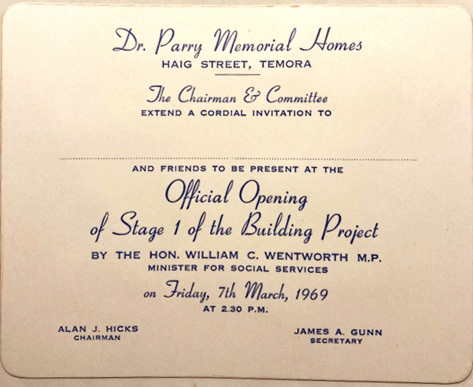 Dr. Parry Memorial Homes
HAIG STREET, TEMORA
The Chairman & Committee
EXTEND A CORDIAL INVITATION TO
AND FRIENDS TO BE PRESENT AT THE
Official Opening
of Stage 1 of the Building Project
BY THE HON. WILLIAM C. WENTWORTH M.P.
MINISTER FOR SOCIAL SERVICES
on Friday, 7th March, 1969
AT 2.30 P.M.
ALAN J. HICKS
CHAIRMAN
JAMES A. GUNN
SECRETARY